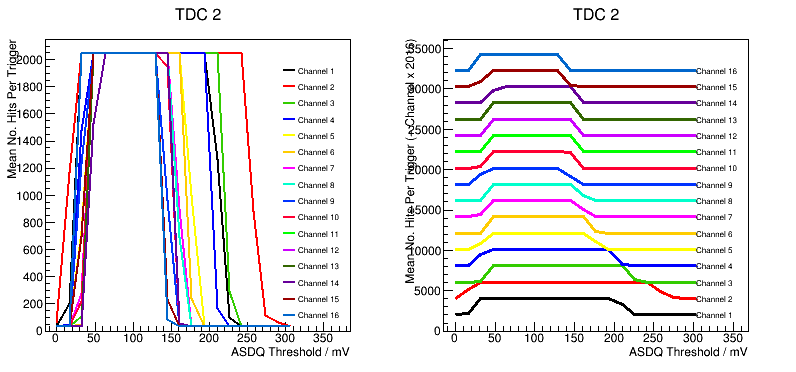 TDC 2
Mean No. Hits Per Trigger
2000
1800
1600
1400
1200
1000
800
600
400
200
0
0 50 100 150 200 250 300 350
ASDQ Threshold / mV
Channel 1
Channel 2
Channel 3
Channel 4
Channel 5
Channel 6
Channel 7
Channel 8
Channel 9
Channel 10
Channel 11
Channel 12
Channel 13
Channel 14
Channel 15
Channel 16
TDC 2
Mean No. Hits Per Trigger (+ Channel x 2016)
35000
30000
25000
20000
15000
10000
5000
0
0 50 100 150 200 250 300 350
ASDQ Threshold / mV
Channel 16
Channel 15
Channel 14
Channel 13
Channel 12
Channel 11
Channel 10
Channel 9
Channel 8
Channel 7
Channel 6
Channel 5
Channel 4
Channel 3
Channel 2
Channel 1